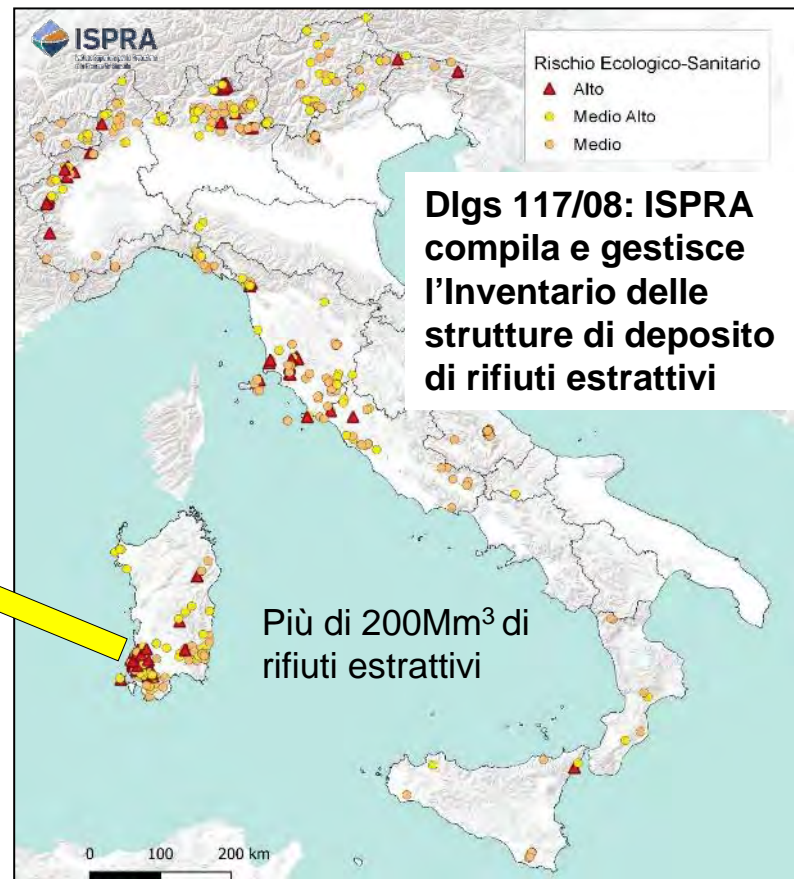 ISPRA
Rischio Ecologico-Sanitario
Alto
Medio Alto
Medio
Dlgs 117/08: ISPRA
compila e gestisce
l'Inventario delle
strutture di deposito
di rifiuti estrattivi
Più di 200Mm³ di
rifiuti estrattivi
0 100 200 km